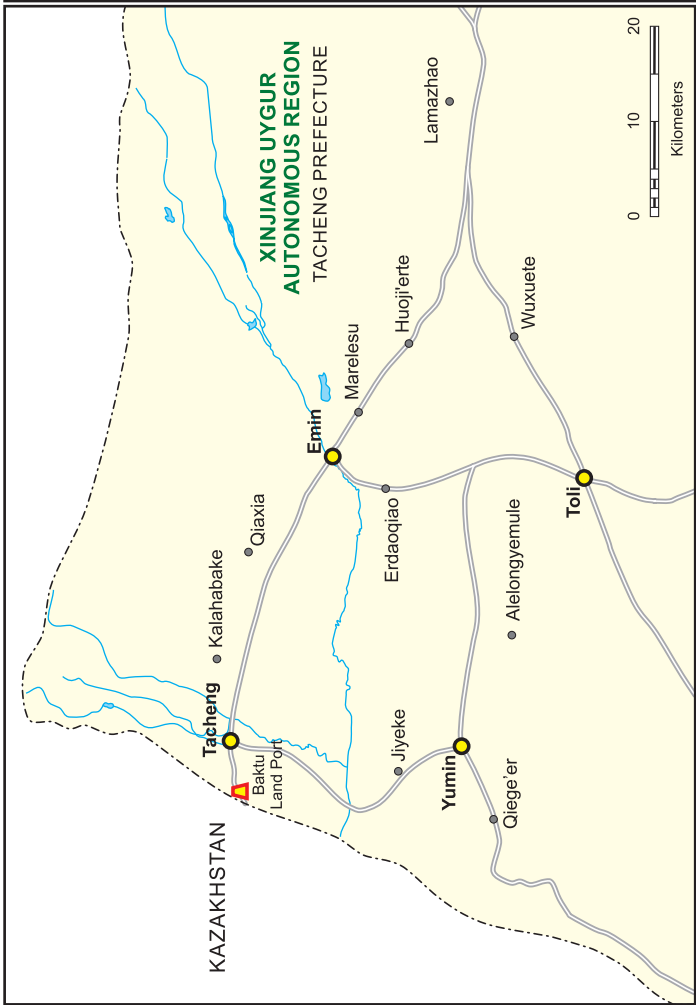 XINJIANG UYGUR
AUTONOMOUS REGION
TACHENG PREFECTURE
KAZAKHSTAN
Kalahabake
Qiaxia
Tacheng
Baktu
Land Port
Emin
Marelesu
Huoji'erte
Lamazhao
Erdaoqiao
Jiyeke
Yumin
Qiege'er
Alelongyemule
Toli
Wuxuete
0 10 20
Kilometers